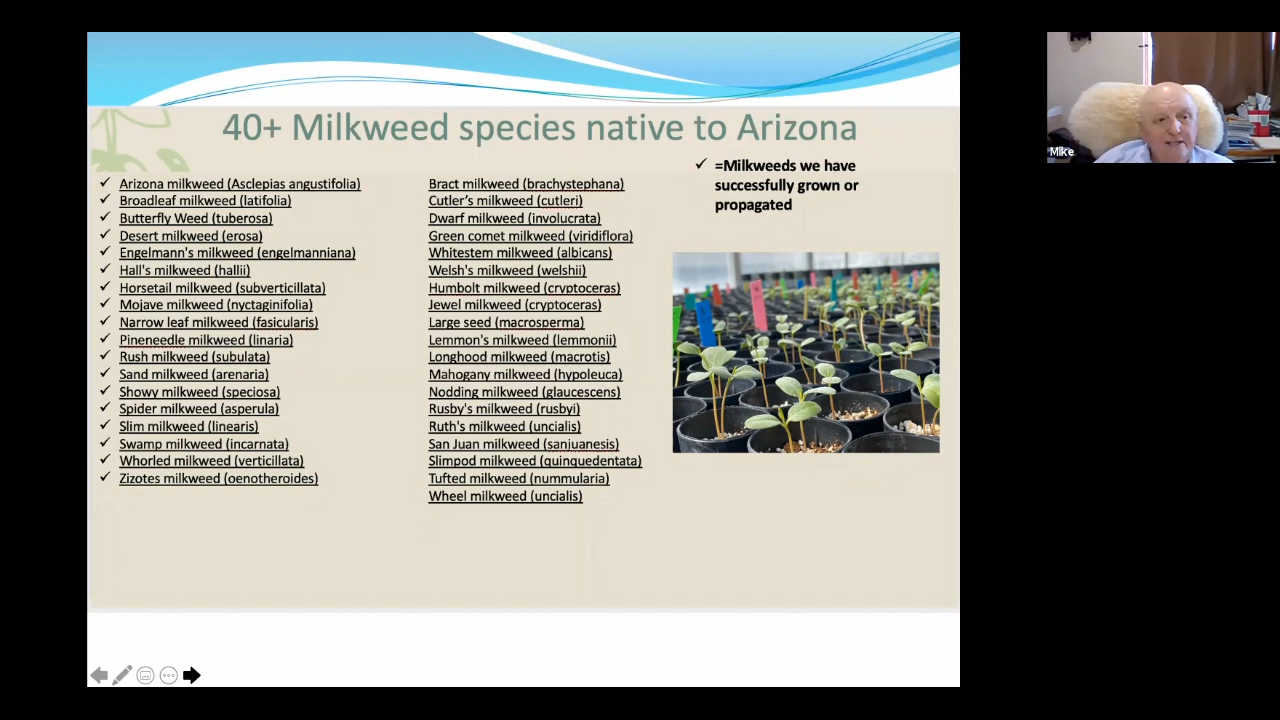 40+ Milkweed species native to Arizona
✓ =Milkweeds we have
successfully grown or
propagated
✓ Arizona milkweed (Asclepias angustifolia)
✓ Broadleaf milkweed (latifolia)
✓ Butterfly Weed (tuberosa)
✓ Desert milkweed (erosa)
✓ Engelmann's milkweed (engelmanniana)
✓ Hall's milkweed (hallii)
✓ Horsetail milkweed (subverticillata)
✓ Mojave milkweed (nyctaginifolia)
✓ Narrow leaf milkweed (fasicularis)
✓ Pineneedle milkweed (linaria)
✓ Rush milkweed (subulata)
✓ Sand milkweed (arenaria)
✓ Showy milkweed (speciosa)
✓ Spider milkweed (asperula)
✓ Slim milkweed (linearis)
✓ Swamp milkweed (incarnata)
✓ Whorled milkweed (verticillata)
✓ Zizotes milkweed (oenotheroides)
Bract milkweed (brachystephana)
Cutler’s milkweed (cutleri)
Dwarf milkweed (involucrata)
Green comet milkweed (viridiflora)
Whitestem milkweed (albicans)
Welsh's milkweed (welshii)
Humbolt milkweed (cryptoceras)
Jewel milkweed (cryptoceras)
Large seed (macrosperma)
Lemmon's milkweed (lemmonii)
Longhood milkweed (macrotis)
Mahogany milkweed (hypoleuca)
Nodding milkweed (glaucescens)
Rusby's milkweed (rusbyi)
Ruth's milkweed (uncialis)
San Juan milkweed (sanjuanesis)
Slimpod milkweed (quinquedentata)
Tufted milkweed (nummularia)
Wheel milkweed (uncialis)
Mike